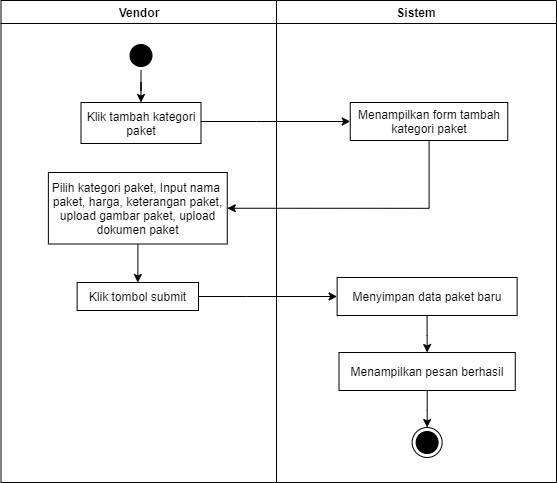 Vendor
Sistem
Klik tambah kategori
paket
Menampilkan form tambah
kategori paket
Pilih kategori paket, Input nama
paket, harga, keterangan paket,
upload gambar paket, upload
dokumen paket
Klik tombol submit
Menyimpan data paket baru
Menampilkan pesan berhasil